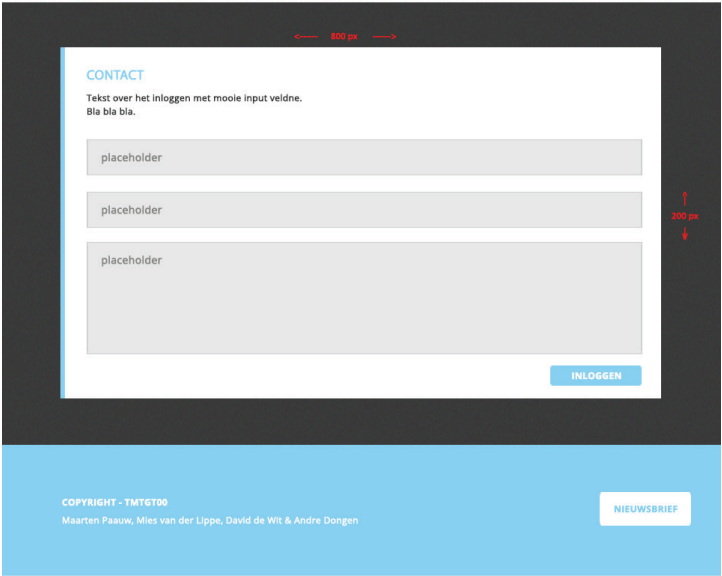 <— 800 px —>
CONTACT
Tekst over het inloggen met mooie input veldne.
Bla bla bla.
placeholder
placeholder
200 px
placeholder
INLOGGEN
COPYRIGHT - TMTGT00
Maarten Paauw, Mies van der Lippe, David de Wit & Andre Dongen
NIEUWSBRIEF